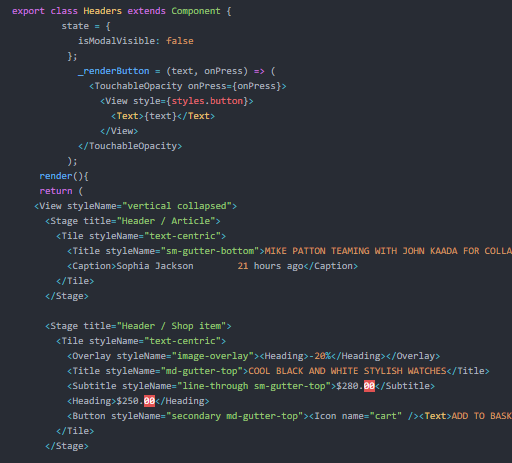 export class Headers extends Component {
state = {
isModalVisible: false
};
_renderButton = (text, onPress) => (
<TouchableOpacity onPress={onPress}>
<View style={styles.button}>
<Text>{text}</Text>
</View>
</TouchableOpacity>
);
render(){
return (
<View styleName="vertical collapsed">
<Stage title="Header / Article">
<Tile styleName="text-centric">
<Title styleName="sm-gutter-bottom">MIKE PATTON TEAMING WITH JOHN KAADA FOR COLLA
<Caption>Sophia Jackson        21 hours ago</Caption>
</Tile>
</Stage>
<Stage title="Header / Shop item">
<Tile styleName="text-centric">
<Overlay styleName="image-overlay"><Heading>-20%</Heading></Overlay>
<Title styleName="md-gutter-top">COOL BLACK AND WHITE STYLISH WATCHES</Title>
<Subtitle styleName="line-through sm-gutter-top">$280.00</Subtitle>
<Heading>$250.00</Heading>
<Button styleName="secondary md-gutter-top"><Icon name="cart" /><Text>ADD TO BASK
</Tile>
</Stage>